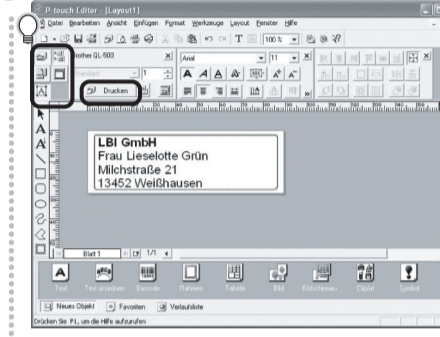 P-touch Editor - [Layout1]
Datei Bearbeiten Ansicht Einfügen Format Werkzeuge Layout Fenster Hilfe
100 %
Brother QL-500
Arial
11
Standard
1
Drucken
LBI GmbH
Frau Lieselotte Grün
Milchstraße 21
13452 Weißhausen
Blatt 1
1/1
Text Text anordnen Barcode Rahmen Tabelle Bild Bildschirmau... ClipArt Symbol
Neues Objekt Favoriten Verlaufsliste
Drücken Sie F1, um die Hilfe aufzurufen